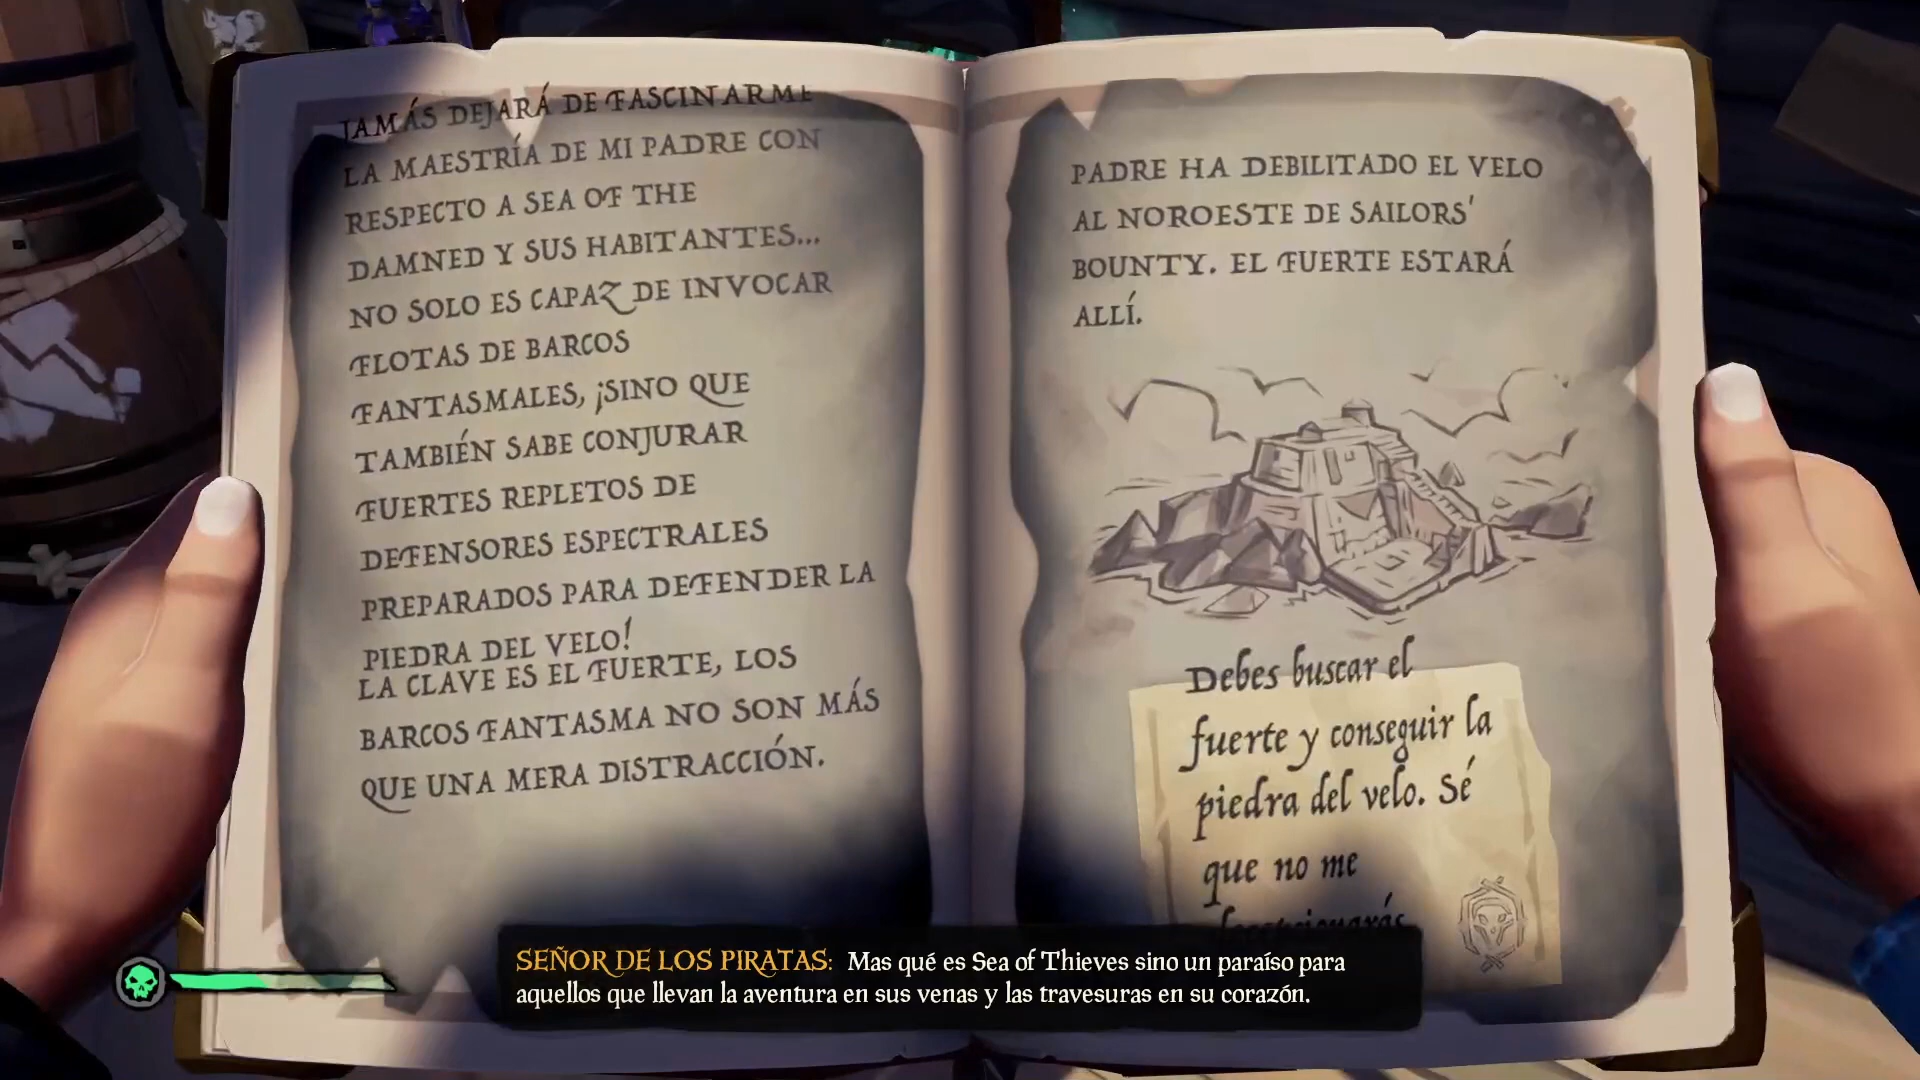 JAMÁS DEJARÁ DE FASCINARME
LA MAESTRÍA DE MI PADRE CON
RESPECTO A SEA OF THE
DAMNED Y SUS HABITANTES...
NO SOLO ES CAPAZ DE INVOCAR
FLOTAS DE BARCOS
FANTASMALES, ¡SINO QUE
TAMBIÉN SABE CONJURAR
FUERTES REPLETOS DE
DEFENSORES ESPECTRALES
PREPARADOS PARA DEFENDER LA
PIEDRA DEL VELO!
LA CLAVE ES EL FUERTE, LOS
BARCOS FANTASMA NO SON MÁS
QUE UNA MERA DISTRACCIÓN.
PADRE HA DEBILITADO EL VELO
AL NOROESTE DE SAILORS'
BOUNTY. EL FUERTE ESTARÁ
ALLÍ.
Debes buscar el
fuerte y conseguir la
piedra del velo. Sé
que no me
decepcionarás
SEÑOR DE LOS PIRATAS: Mas qué es Sea of Thieves sino un paraíso para
aquellos que llevan la aventura en sus venas y las travesuras en su corazón.